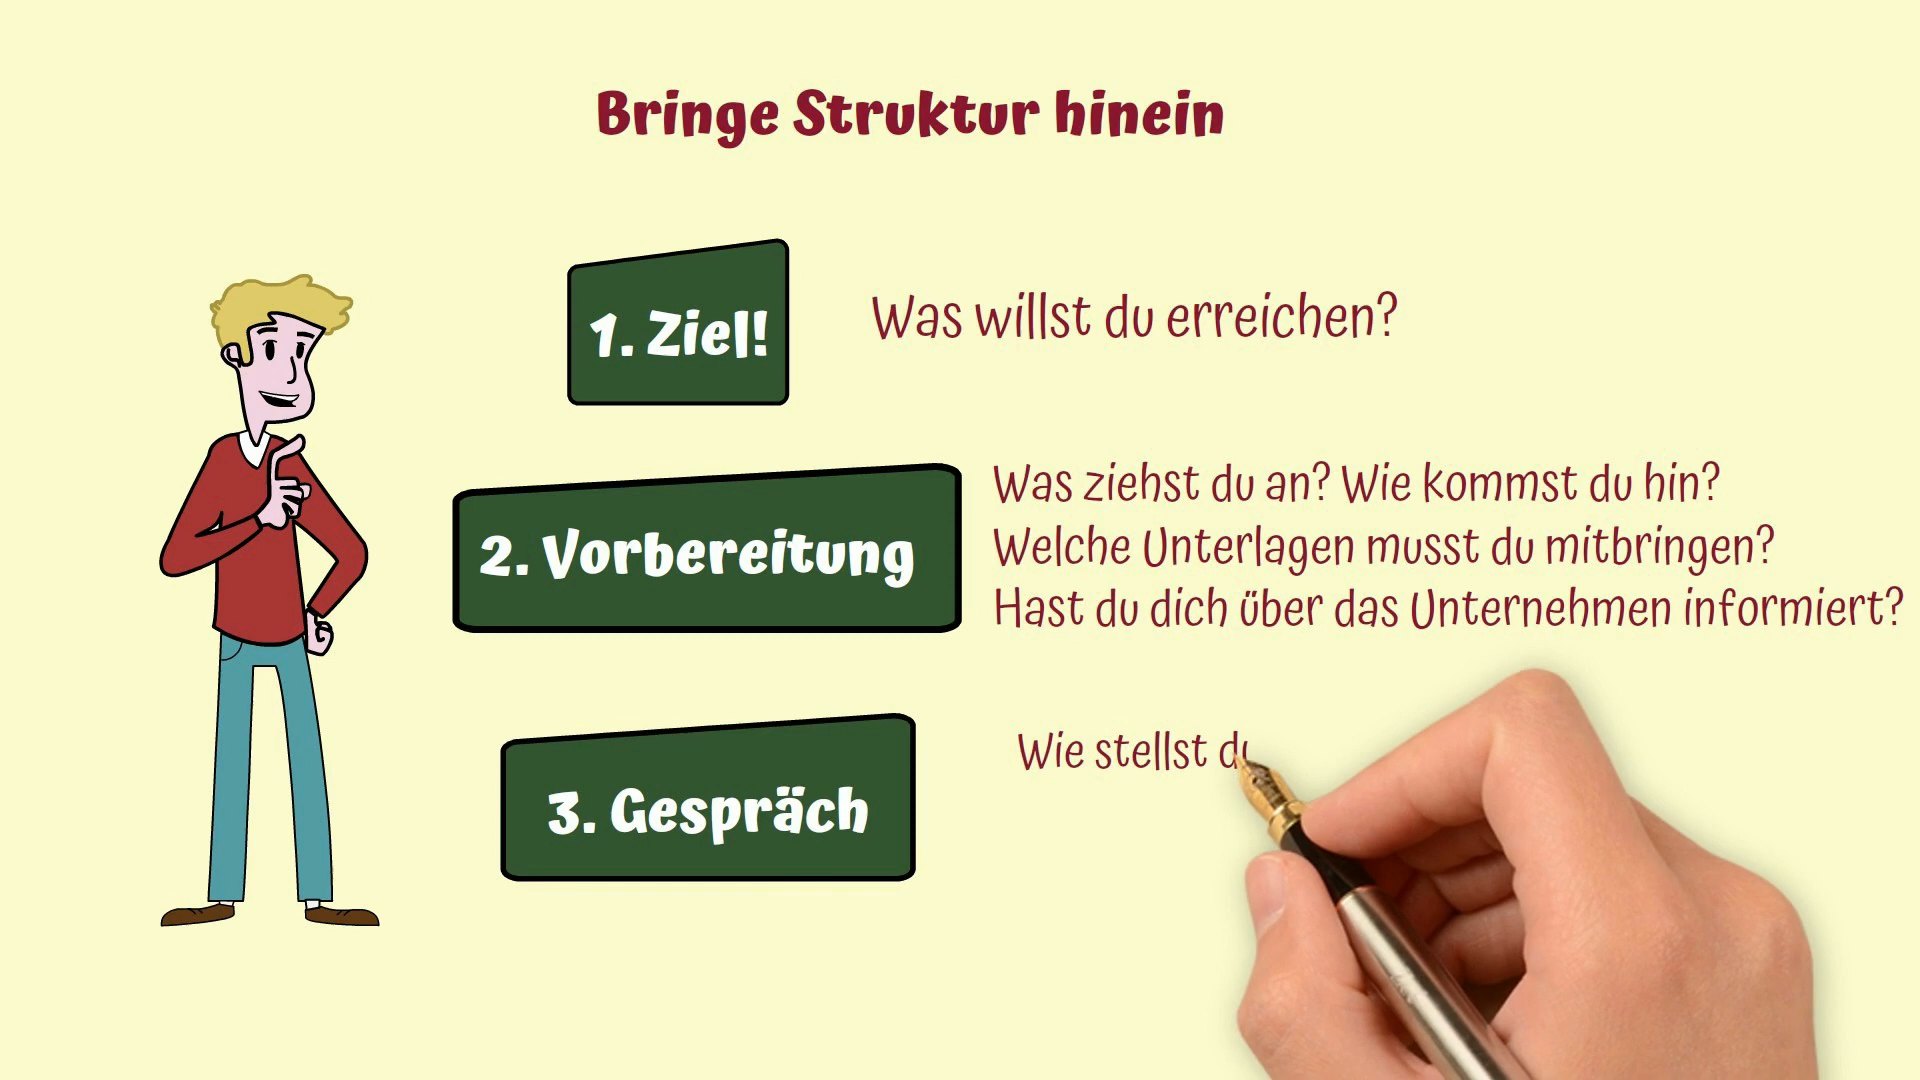 Bringe Struktur hinein
1. Ziel!
Was willst du erreichen?
2. Vorbereitung
Was ziehst du an? Wie kommst du hin?
Welche Unterlagen musst du mitbringen?
Hast du dich über das Unternehmen informiert?
3. Gespräch
Wie stellst du